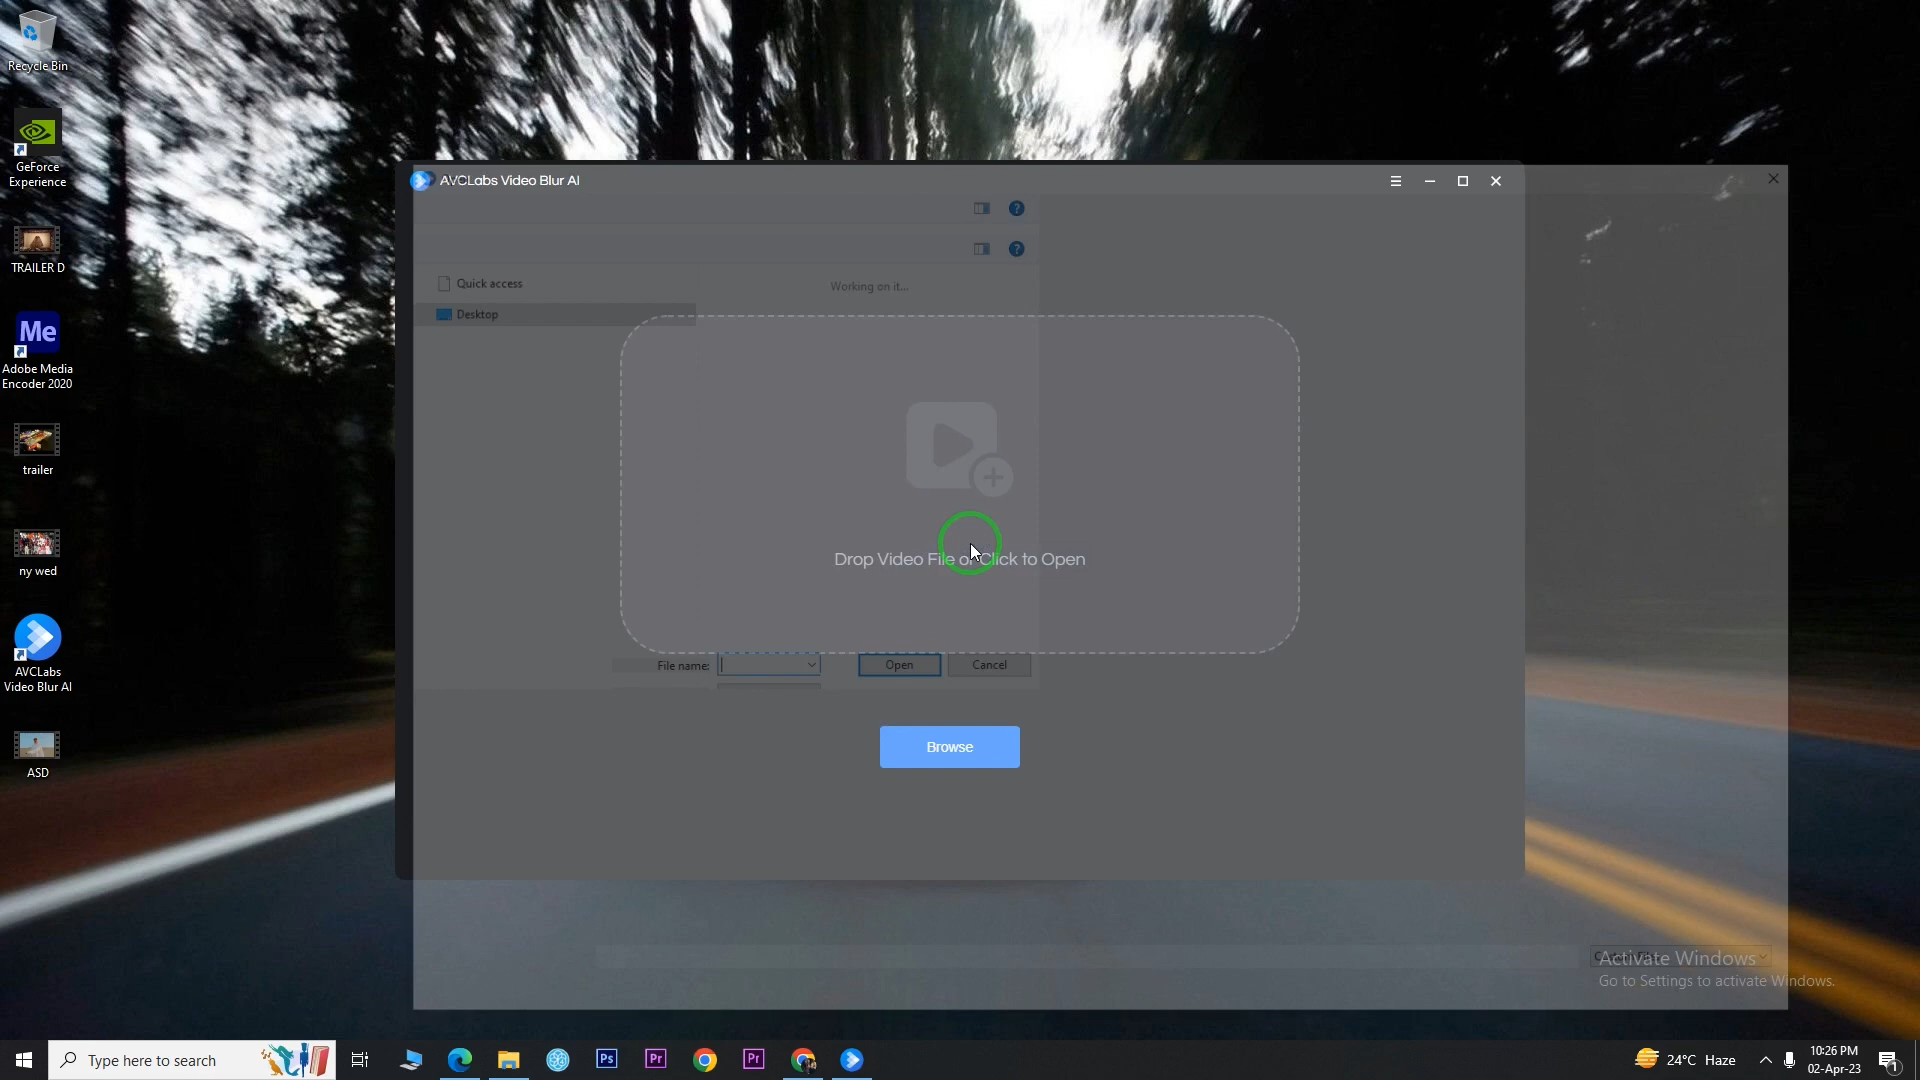 Recycle Bin
GeForce
Experience
TRAILER D
Me
Adobe Media
Encoder 2020
trailer
ny wed
AVCLabs
Video Blur AI
ASD
AVCLabs Video Blur AI
Quick access
Working on it...
Desktop
Drop Video File or Click to Open
File name:
Open
Cancel
Browse
Activate Windows
Go to Settings to activate Windows.
Type here to search
Ps
Pr
Pr
24°C Haze
10:26 PM
02-Apr-23
1